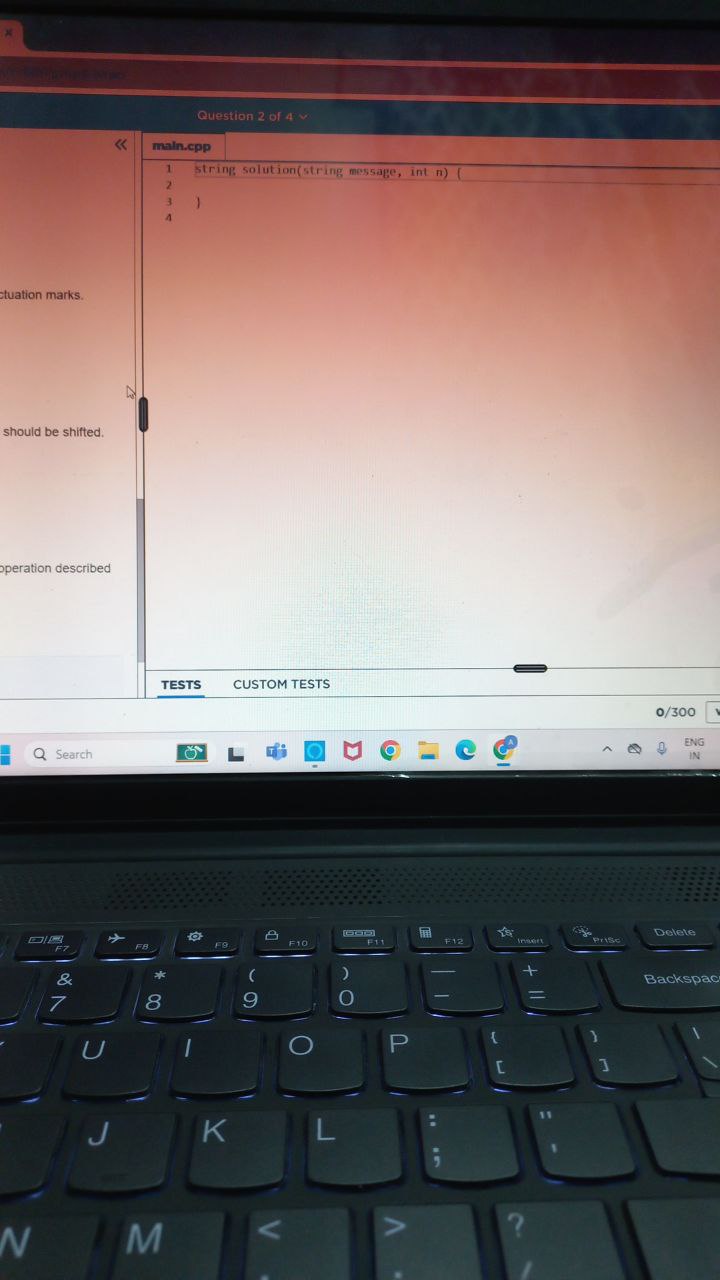 ×
Question 2 of 4
«
main.cpp
1 string solution(string message, int n) {
2
3 }
4
ctuation marks.
should be shifted.
operation described
TESTS CUSTOM TESTS
0/300
Search
ENG
IN
F7 F8 F9 F10 F11 F12 Insert PrtSc Delete
& * ( ) — +
7 8 9 0 - = Backspac
U I O P { }
[ ] \
J K L : "
; '
N M < > ?
/